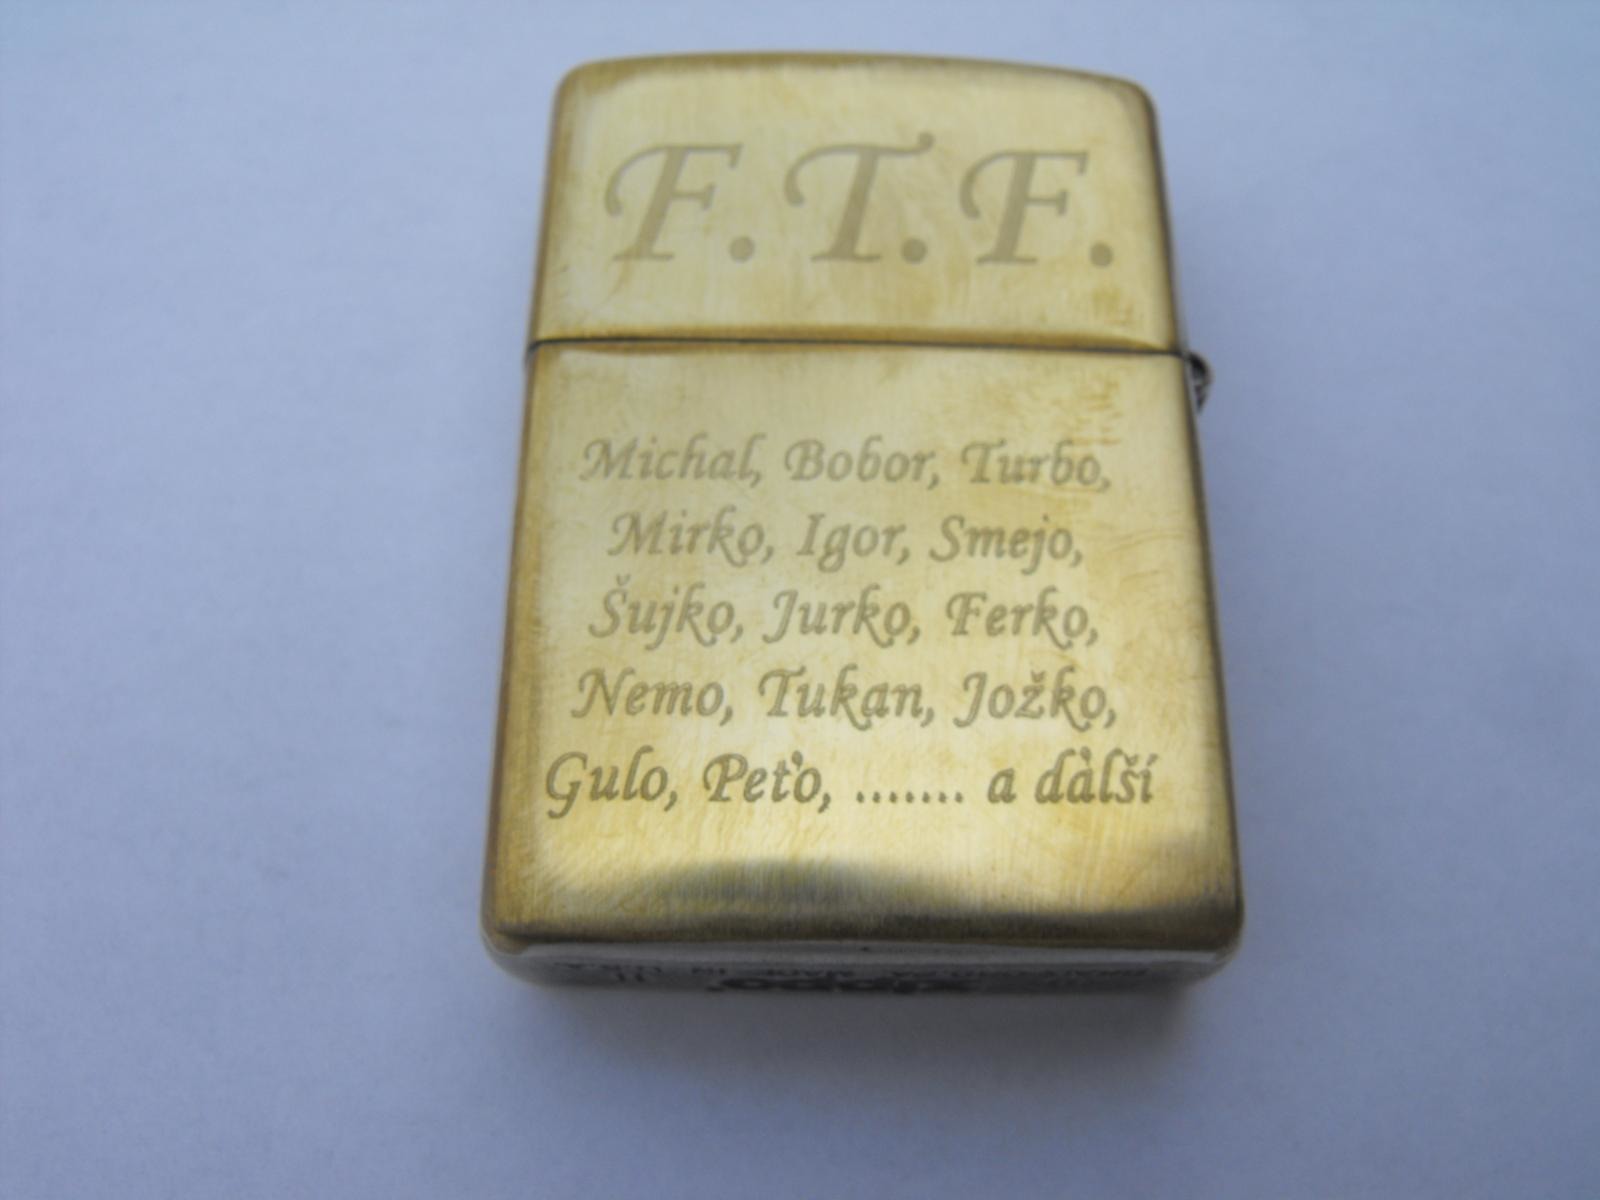 F.T.F.
Michal, Bobor, Turbo,
Mirko, Igor, Smejo,
Šujko, Jurko, Ferko,
Nemo, Tukan, Jožko,
Gulo, Peťo, ....... a ďalší